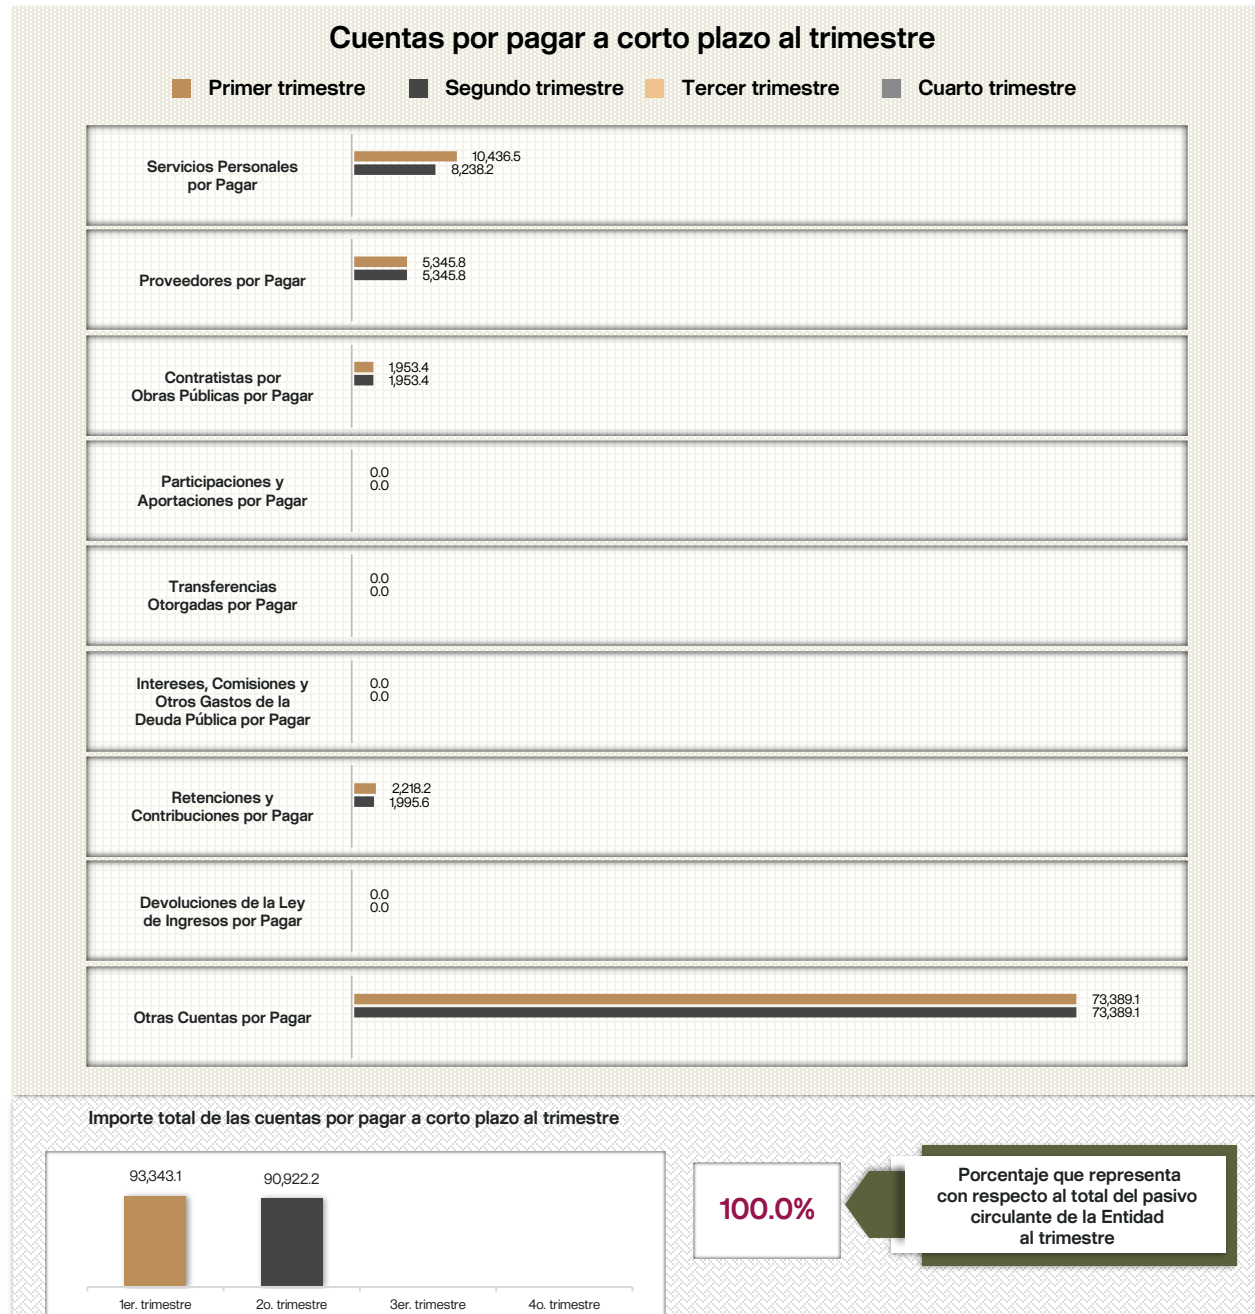 Cuentas por pagar a corto plazo al trimestre
Primer trimestre Segundo trimestre Tercer trimestre Cuarto trimestre
Servicios Personales
por Pagar
10,436.5
8,238.2
Proveedores por Pagar
5,345.8
5,345.8
Contratistas por
Obras Públicas por Pagar
1,953.4
1,953.4
Participaciones y
Aportaciones por Pagar
0.0
0.0
Transferencias
Otorgadas por Pagar
0.0
0.0
Intereses, Comisiones y
Otros Gastos de la
Deuda Pública por Pagar
0.0
0.0
Retenciones y
Contribuciones por Pagar
2,218.2
1,995.6
Devoluciones de la Ley
de Ingresos por Pagar
0.0
0.0
Otras Cuentas por Pagar
73,389.1
73,389.1
Importe total de las cuentas por pagar a corto plazo al trimestre
93,343.1
90,922.2
1er. trimestre 2o. trimestre 3er. trimestre 4o. trimestre
100.0%
Porcentaje que representa
con respecto al total del pasivo
circulante de la Entidad
al trimestre